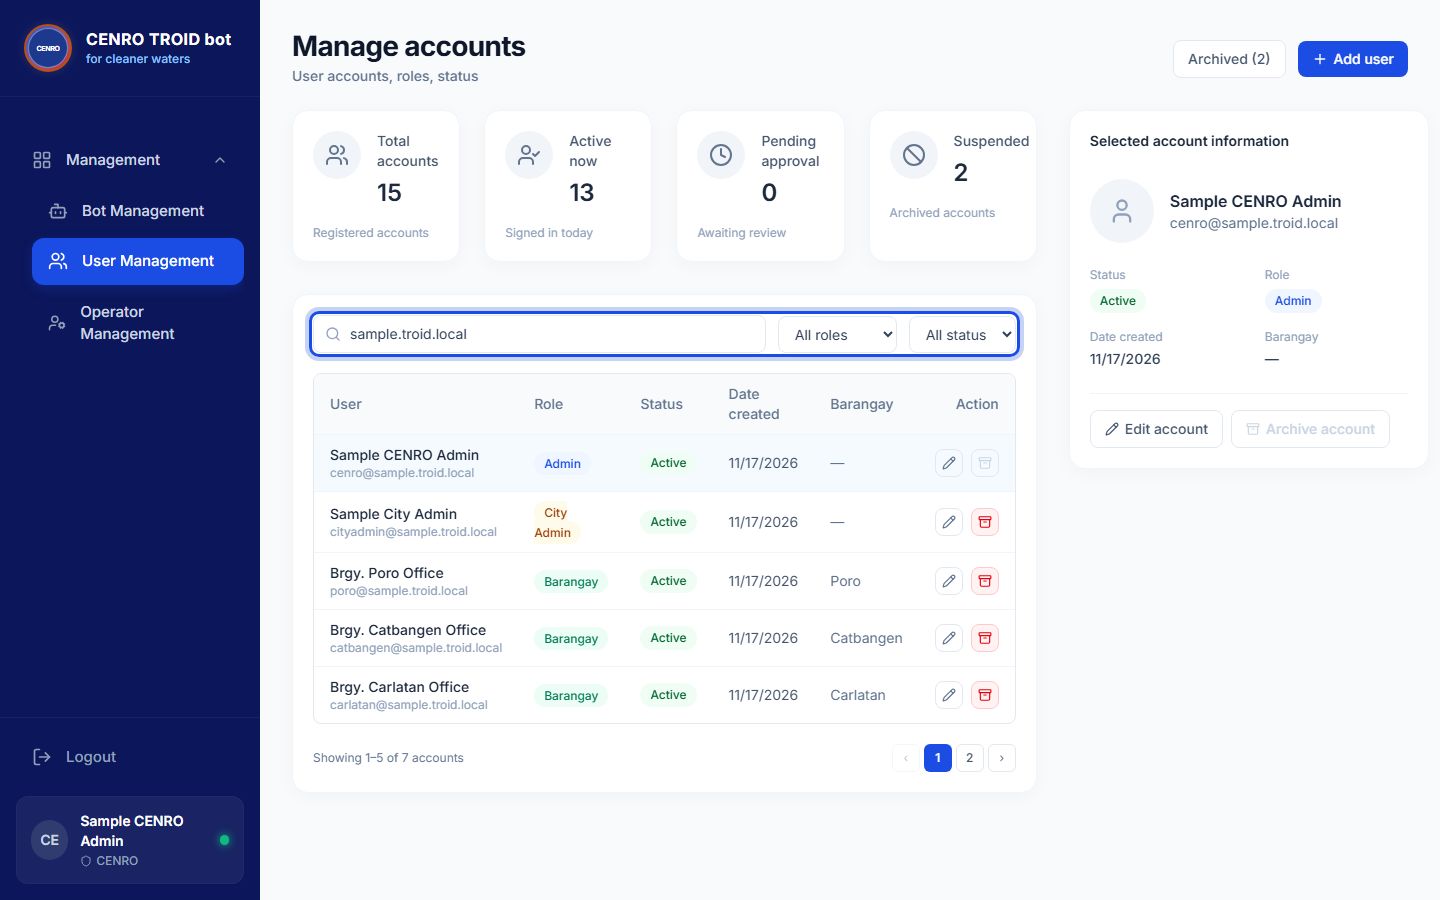 CENRO
CENRO TROID bot
for cleaner waters
Management
Bot Management
User Management
Operator
Management
Logout
CE
Sample CENRO
Admin
CENRO
Manage accounts
User accounts, roles, status
Archived (2)
+ Add user
Total
accounts
15
Registered accounts
Active
now
13
Signed in today
Pending
approval
0
Awaiting review
Suspended
2
Archived accounts
sample.troid.local
All roles
All status
User Role Status Date created Barangay Action
Sample CENRO Admin
cenro@sample.troid.local
Admin Active 11/17/2026 —
Sample City Admin
cityadmin@sample.troid.local
City
Admin
Active 11/17/2026 —
Brgy. Poro Office
poro@sample.troid.local
Barangay Active 11/17/2026 Poro
Brgy. Catbangen Office
catbangen@sample.troid.local
Barangay Active 11/17/2026 Catbangen
Brgy. Carlatan Office
carlatan@sample.troid.local
Barangay Active 11/17/2026 Carlatan
Showing 1–5 of 7 accounts
‹ 1 2 ›
Selected account information
Sample CENRO Admin
cenro@sample.troid.local
Status Role
Active Admin
Date created Barangay
11/17/2026 —
Edit account Archive account